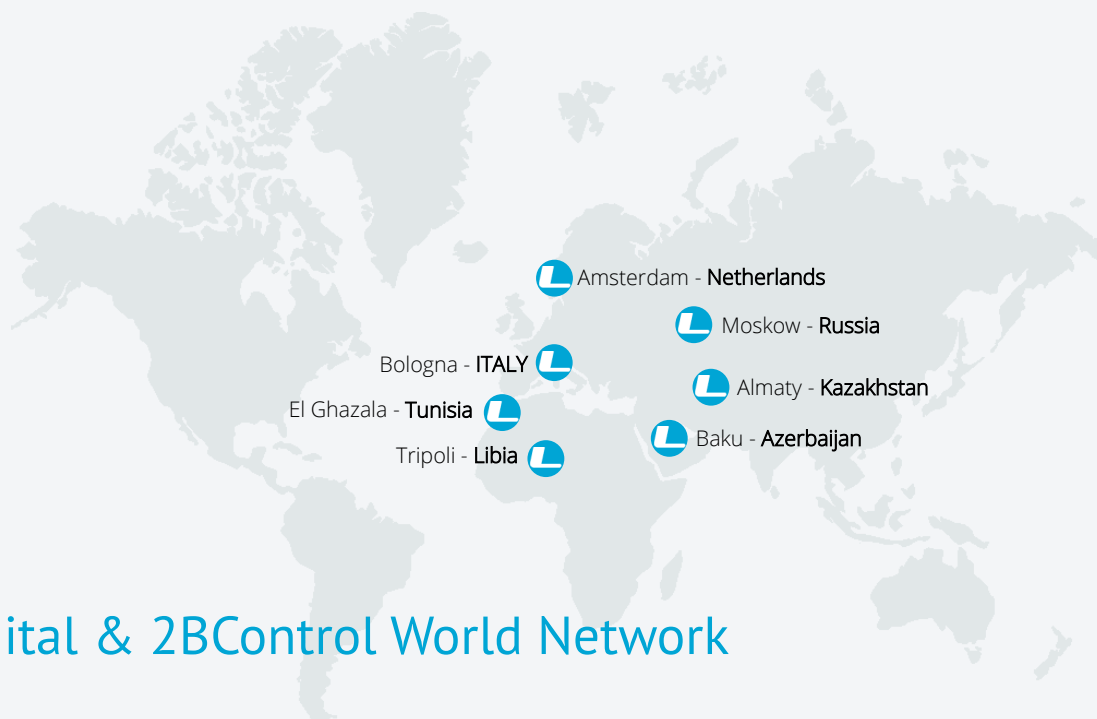 Amsterdam - Netherlands
Moskow - Russia
Bologna - ITALY
Almaty - Kazakhstan
El Ghazala - Tunisia
Baku - Azerbaijan
Tripoli - Libia
ital & 2BControl World Network